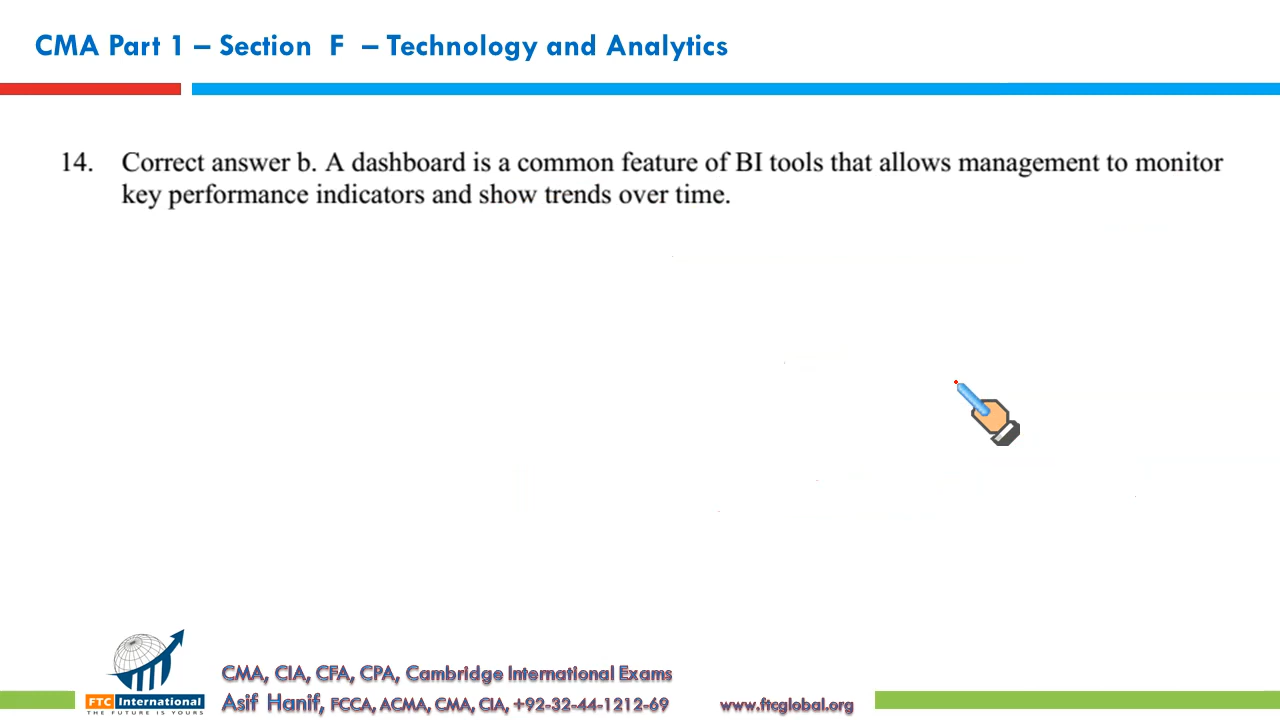 CMA Part 1 – Section F – Technology and Analytics
14. Correct answer b. A dashboard is a common feature of BI tools that allows management to monitor
key performance indicators and show trends over time.
FTC International
THE FUTURE IS YOURS
CMA, CIA, CFA, CPA, Cambridge International Exams
Asif Hanif, FCCA, ACMA, CMA, CIA, +92-32-44-1212-69 www.ftcglobal.org